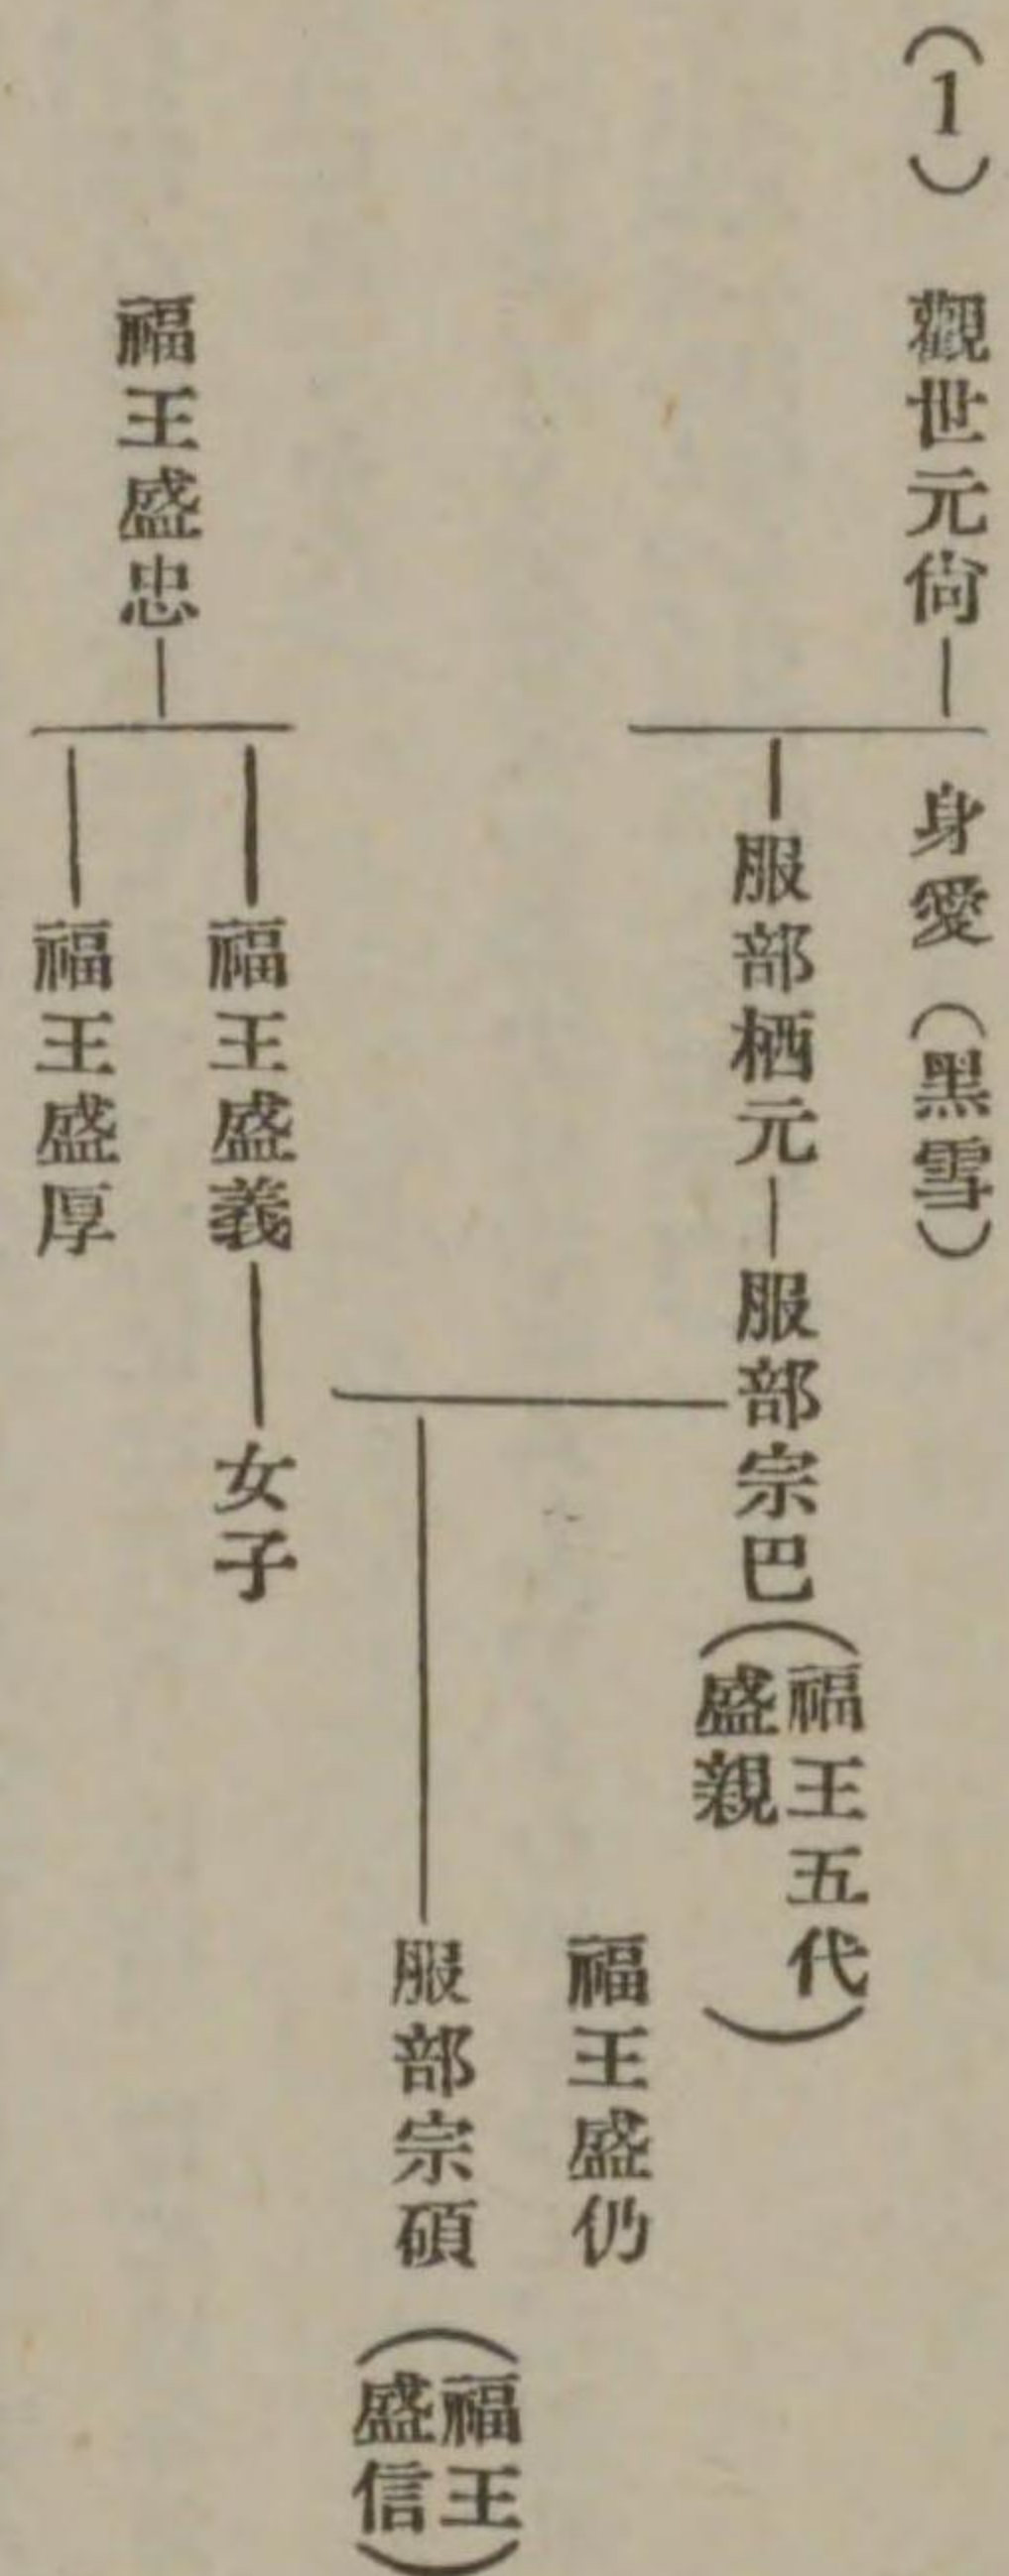 (1) 觀世元尙
身愛(黑雪)
服部栖元
服部宗巴(福王五代
盛親)
福王盛仍
服部宗碩(福王
盛信)
福王盛忠
福王盛義
女子
福王盛厚